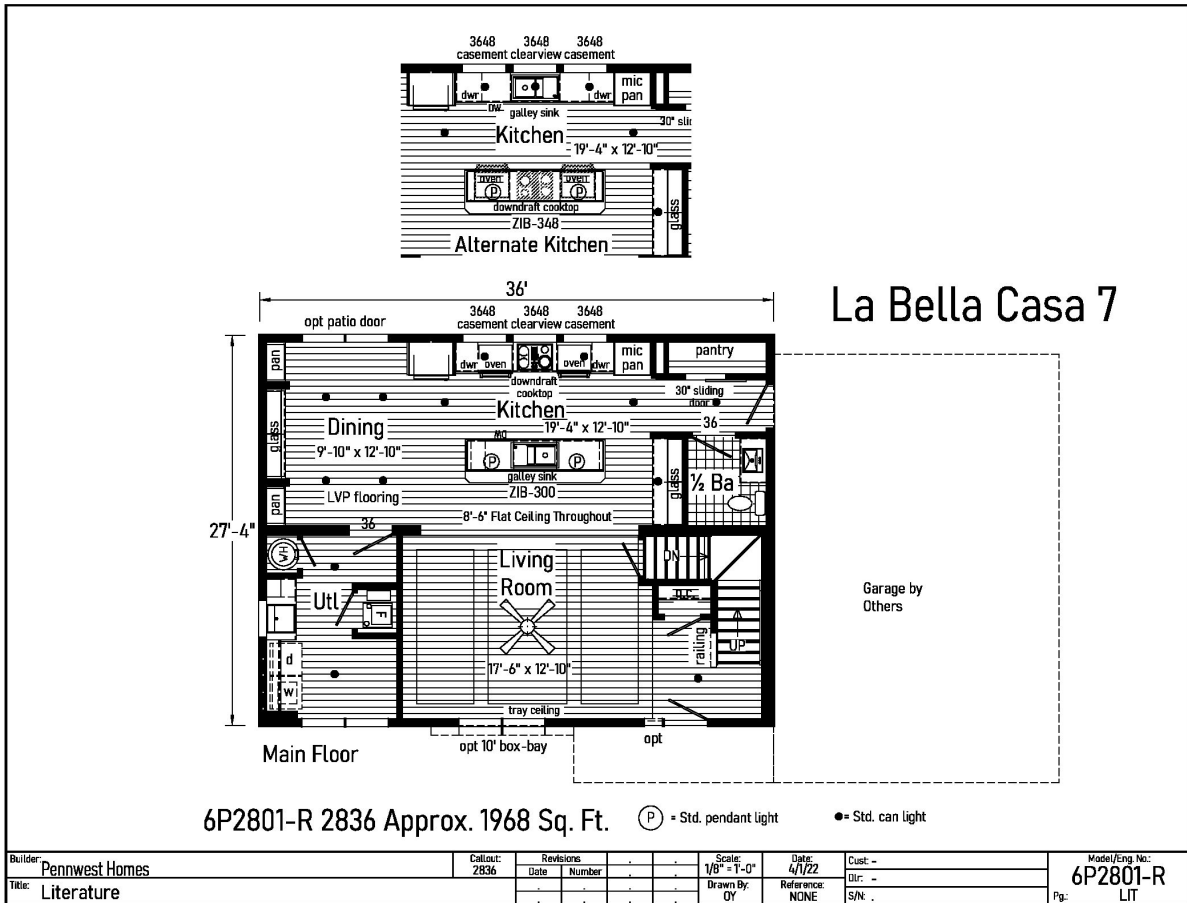 3648 3648 3648
casement clearview casement
mic
pan
dwr
dwr
DW
galley sink
30" slic
Kitchen
19'-4" x 12'-10"
oven
oven
P
P
downdraft cooktop
ZIB-348
glass
Alternate Kitchen
La Bella Casa 7
36'
opt patio door
3648 3648 3648
casement clearview casement
pan
dwr
oven
oven
dwr
mic
pan
pantry
downdraft
cooktop
30" sliding
door
Kitchen
19'-4" x 12'-10"
36
Dining
9'-10" x 12'-10"
glass
DW
P
P
galley sink
ZIB-300
glass
½ Ba
pan
LVP flooring
8'-6" Flat Ceiling Throughout
27'-4"
36
WH
Living
Room
DN
Utl
F
o.c.
UP
railing
d
w
17'-6" x 12'-10"
tray ceiling
opt 10' box-bay
opt
Garage by
Others
Main Floor
6P2801-R 2836 Approx. 1968 Sq. Ft.
P = Std. pendant light
●= Std. can light
Builder: Pennwest Homes
Title: Literature
Callout:
2836
Revisions
Date Number
Scale:
1/8" = 1'-0"
Drawn By:
OY
Date:
4/1/22
Reference:
NONE
Cust: -
Dlr: -
S/N: .
Model/Eng. No.:
6P2801-R
Pg.: LIT